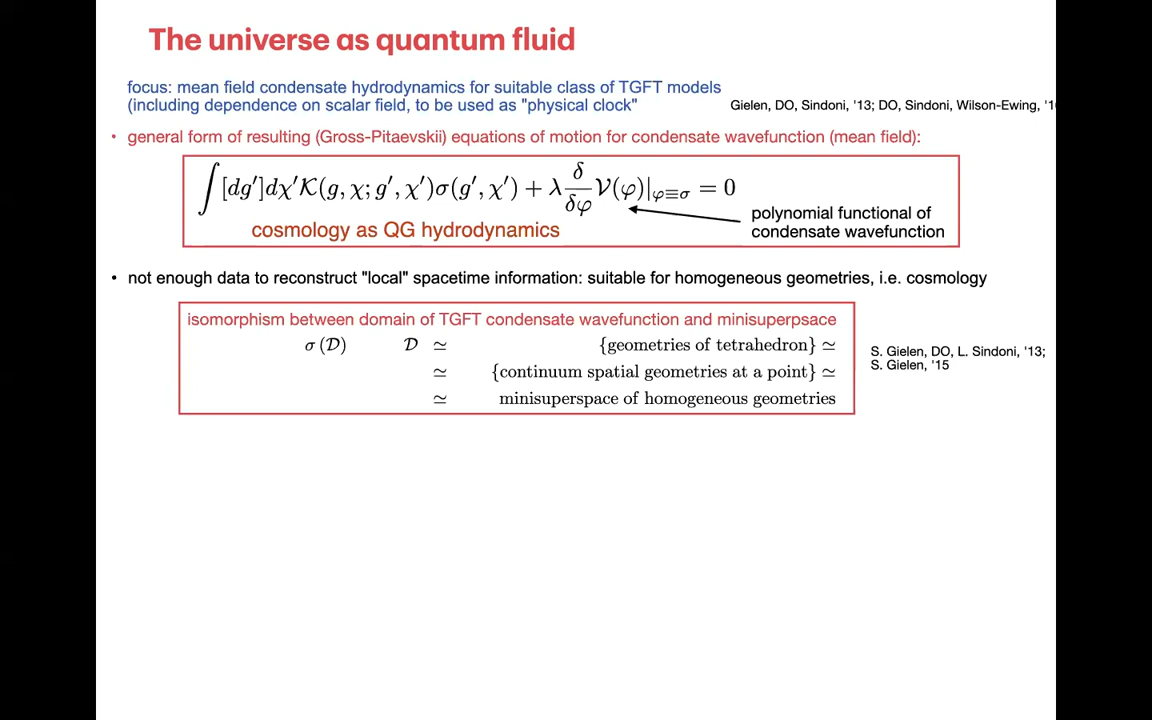 The universe as quantum fluid
focus: mean field condensate hydrodynamics for suitable class of TGFT models
(including dependence on scalar field, to be used as "physical clock"
Gielen, DO, Sindoni, '13; DO, Sindoni, Wilson-Ewing, '1
• general form of resulting (Gross-Pitaevskii) equations of motion for condensate wavefunction (mean field):
∫[dg′]dχ′𝒦(g, χ; g′, χ′)σ(g′, χ′) + λ δ/δφ 𝒱(φ)|φ≡σ = 0
polynomial functional of
condensate wavefunction
cosmology as QG hydrodynamics
• not enough data to reconstruct "local" spacetime information: suitable for homogeneous geometries, i.e. cosmology
isomorphism between domain of TGFT condensate wavefunction and minisuperpsace
σ(𝒟) 𝒟 ≃ {geometries of tetrahedron} ≃
≃ {continuum spatial geometries at a point} ≃
≃ minisuperspace of homogeneous geometries
S. Gielen, DO, L. Sindoni, '13;
S. Gielen, '15